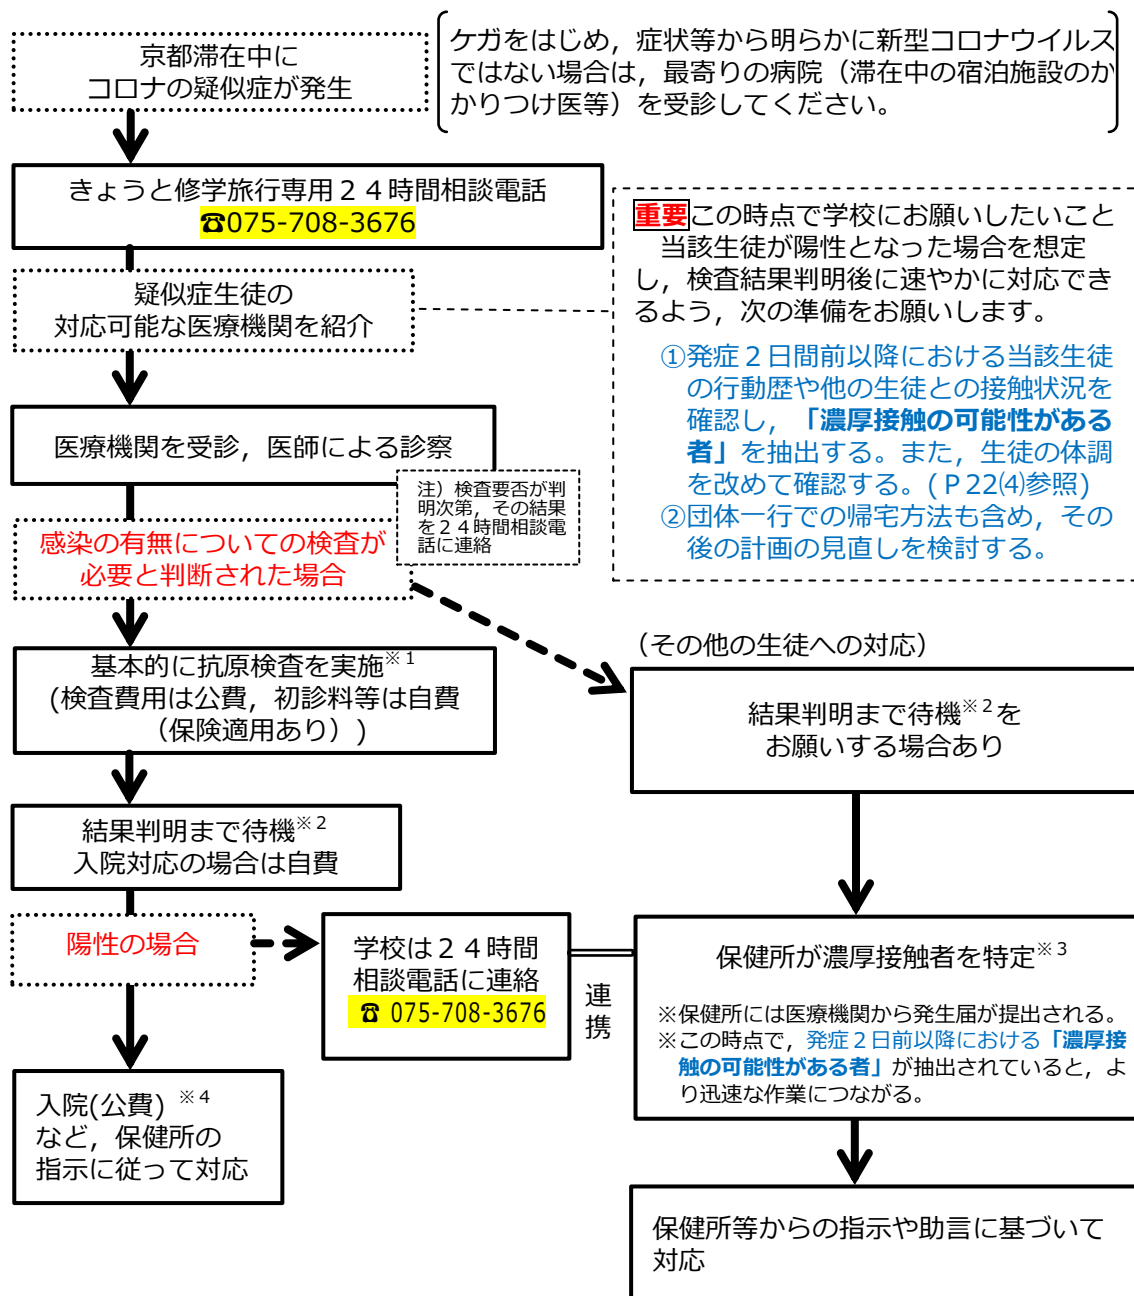 京都滞在中に
コロナの疑似症が発生
ケガをはじめ，症状等から明らかに新型コロナウイルス
ではない場合は，最寄りの病院（滞在中の宿泊施設のか
かりつけ医等）を受診してください。
きょうと修学旅行専用２４時間相談電話
☎075-708-3676
疑似症生徒の
対応可能な医療機関を紹介
重要この時点で学校にお願いしたいこと
当該生徒が陽性となった場合を想定
し，検査結果判明後に速やかに対応でき
るよう，次の準備をお願いします。
①発症２日間前以降における当該生徒
の行動歴や他の生徒との接触状況を
確認し，「濃厚接触の可能性がある
者」を抽出する。また，生徒の体調
を改めて確認する。(Ｐ22⑷参照)
②団体一行での帰宅方法も含め，その
後の計画の見直しを検討する。
医療機関を受診，医師による診察
注）検査要否が判
明次第，その結果
を２４時間相談電
話に連絡
感染の有無についての検査が
必要と判断された場合
基本的に抗原検査を実施※1
(検査費用は公費，初診料等は自費
（保険適用あり）)
（その他の生徒への対応）
結果判明まで待機※2を
お願いする場合あり
結果判明まで待機※2
入院対応の場合は自費
陽性の場合
学校は２４時間
相談電話に連絡
☎ 075-708-3676
連
携
保健所が濃厚接触者を特定※3
※保健所には医療機関から発生届が提出される。
※この時点で，発症２日前以降における「濃厚接
触の可能性がある者」が抽出されていると，よ
り迅速な作業につながる。
入院(公費) ※4
など，保健所の
指示に従って対応
保健所等からの指示や助言に基づいて
対応